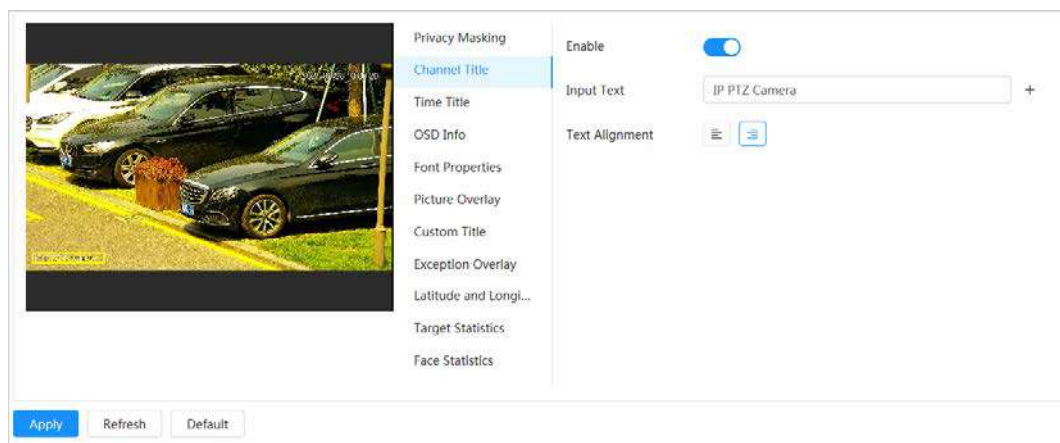 Privacy Masking
Channel Title
Time Title
OSD Info
Font Properties
Picture Overlay
Custom Title
Exception Overlay
Latitude and Longi...
Target Statistics
Face Statistics
Enable
Input Text
IP PTZ Camera
+
Text Alignment
Apply
Refresh
Default